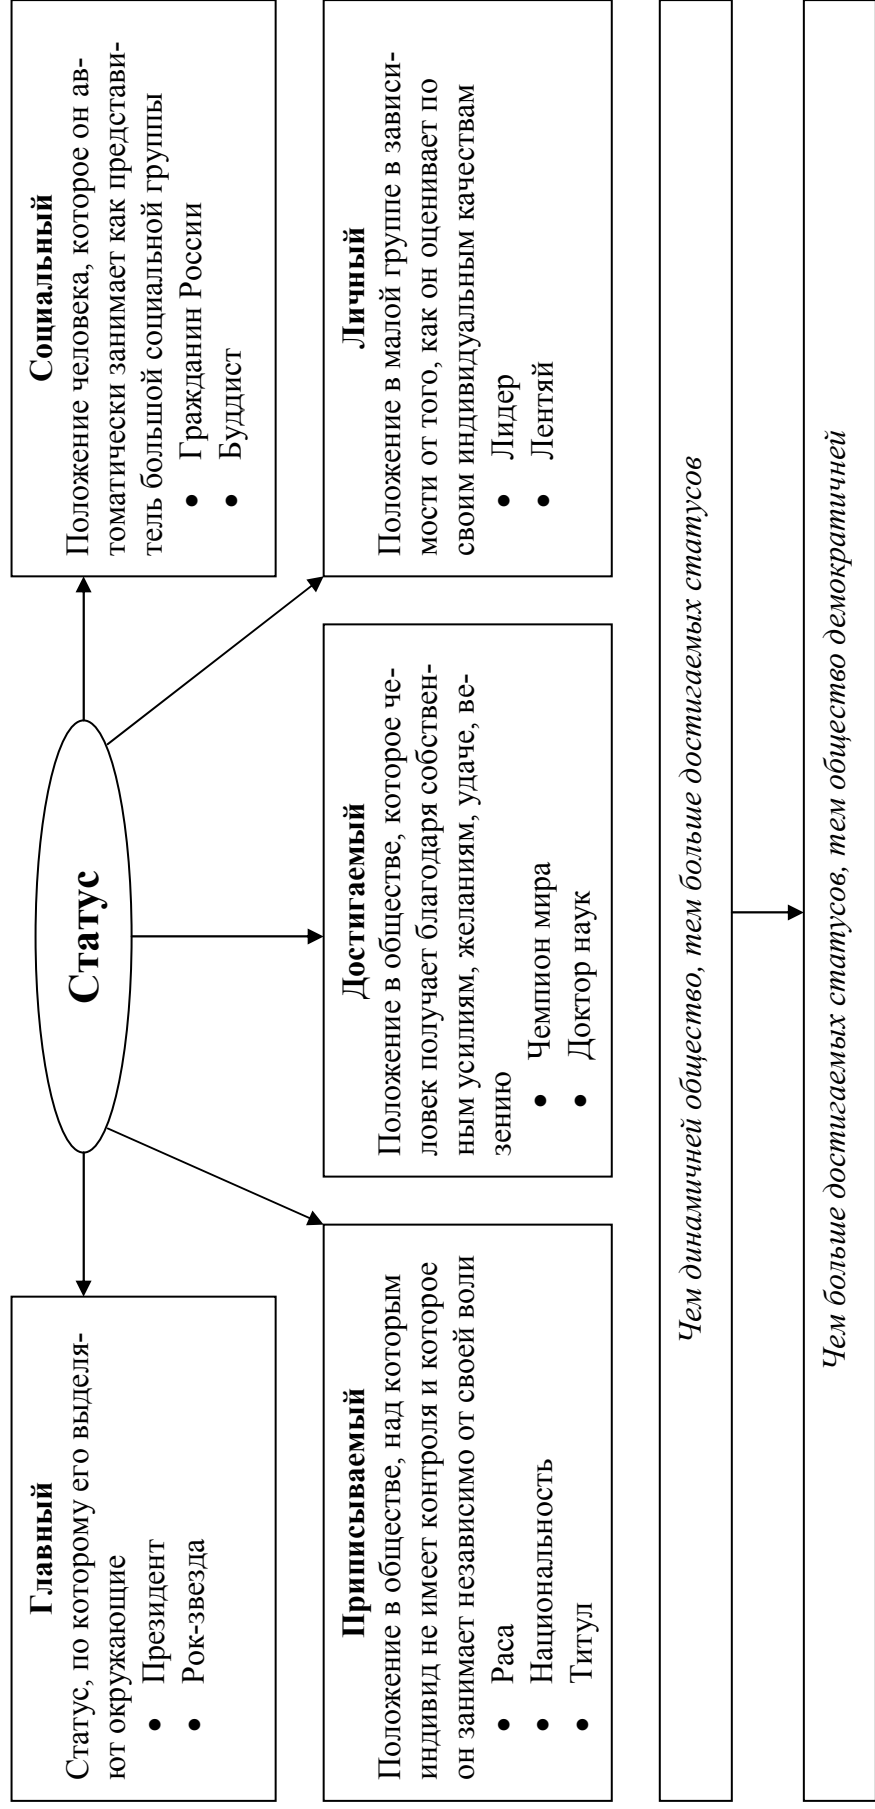 Статус
Главный
Статус, по которому его выделя-
ют окружающие
• Президент
• Рок-звезда
Социальный
Положение человека, которое он ав-
томатически занимает как представи-
тель большой социальной группы
• Гражданин России
• Буддист
Приписываемый
Положение в обществе, над которым
индивид не имеет контроля и которое
он занимает независимо от своей воли
• Раса
• Национальность
• Титул
Достигаемый
Положение в обществе, которое че-
ловек получает благодаря собствен-
ным усилиям, желаниям, удаче, ве-
зению
• Чемпион мира
• Доктор наук
Личный
Положение в малой группе в зависи-
мости от того, как он оценивает по
своим индивидуальным качествам
• Лидер
• Лентяй
Чем динамичней общество, тем больше достигаемых статусов
Чем больше достигаемых статусов, тем общество демократичней